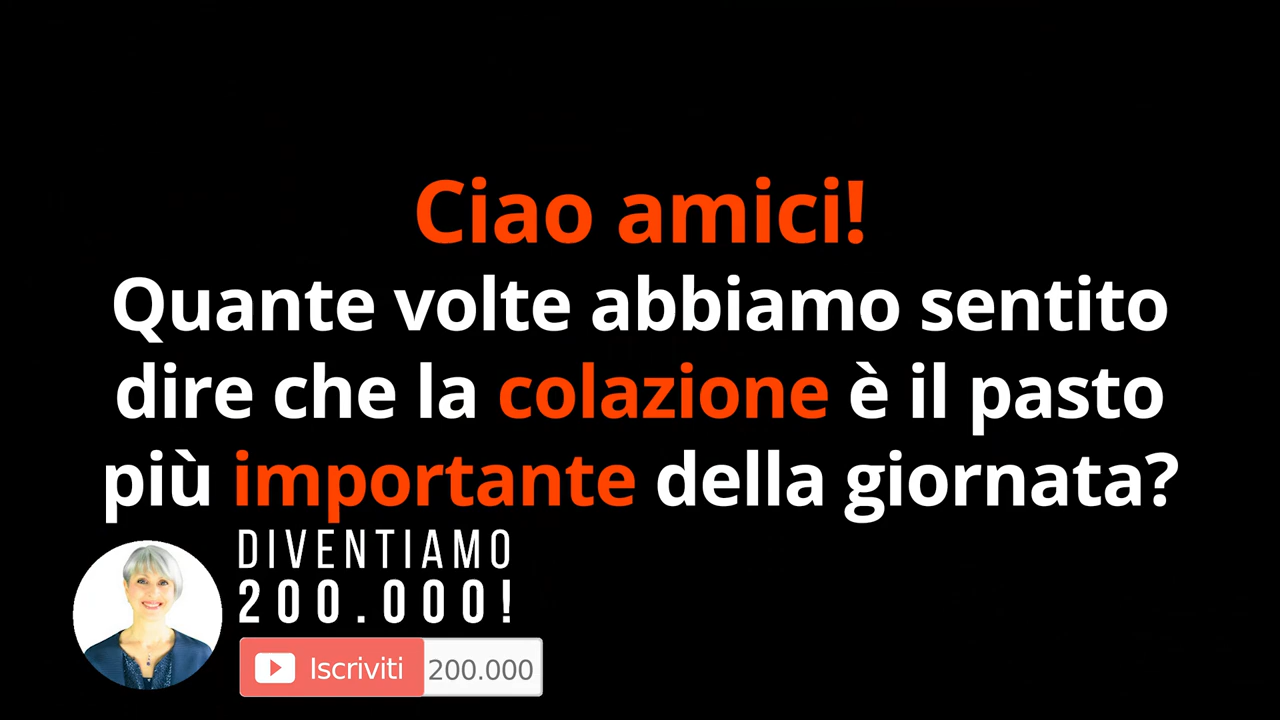 Ciao amici!
Quante volte abbiamo sentito
dire che la colazione è il pasto
più importante della giornata?
DIVENTIAMO
200.000!
Iscriviti 200.000